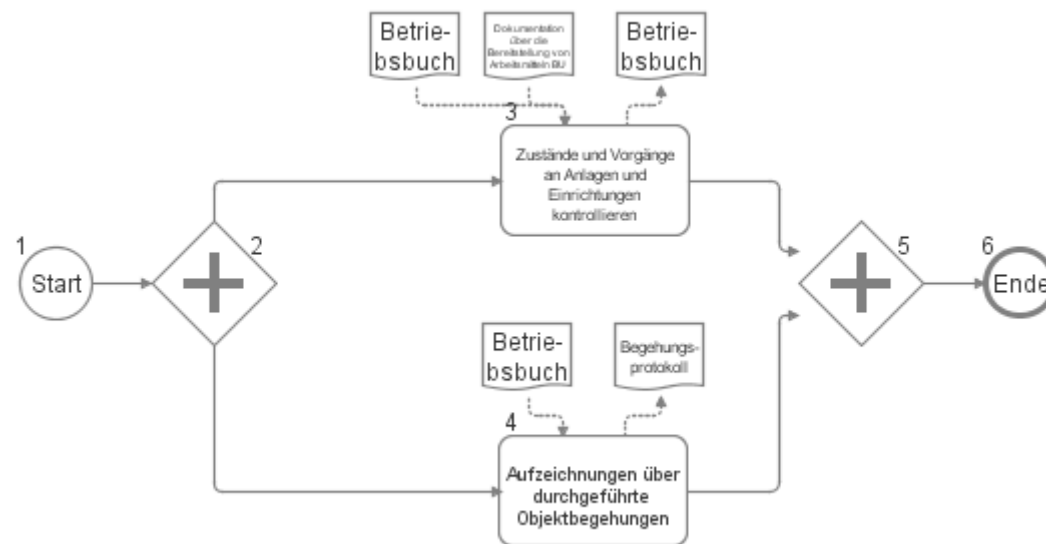 Betrie-
bsbuch
Dokumentation
über die
Bereitstellung von
Arbeitsmitteln BU
Betrie-
bsbuch
3
Zustände und Vorgänge
an Anlagen und
Einrichtungen
kontrollieren
1
Start
2
5
6
Ende
Betrie-
bsbuch
Begehungs-
protokoll
4
Aufzeichnungen über
durchgeführte
Objektbegehungen